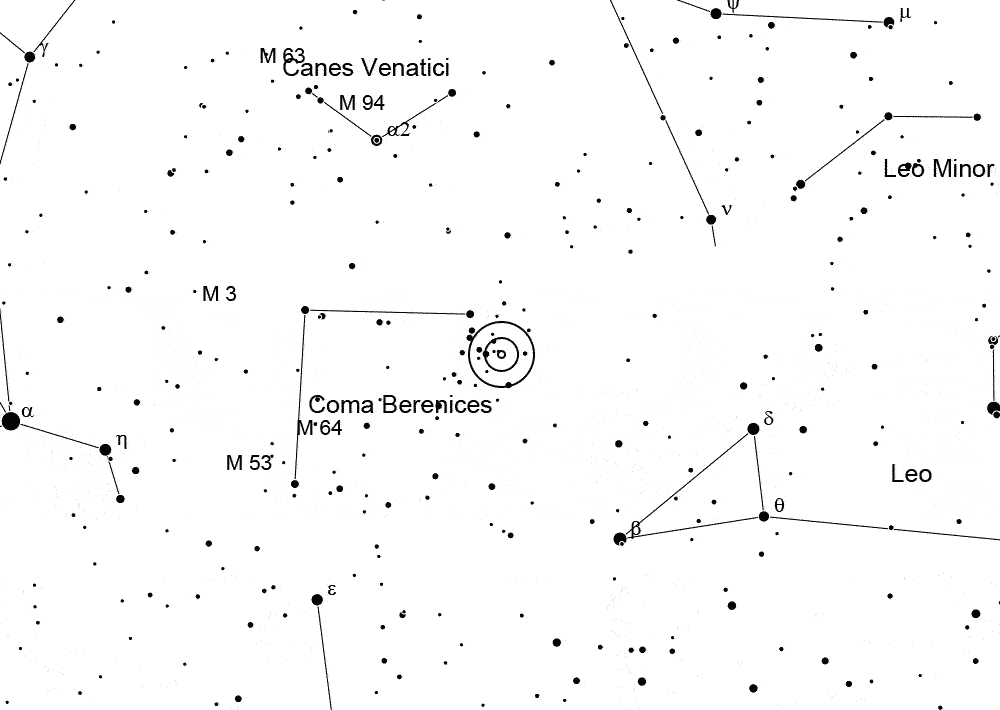 ψ
μ
γ
M 63
Canes Venatici
M 94
α2
Leo Minor
ν
M 3
Coma Berenices
α
M 64
δ
η
M 53
Leo
θ
β
ε